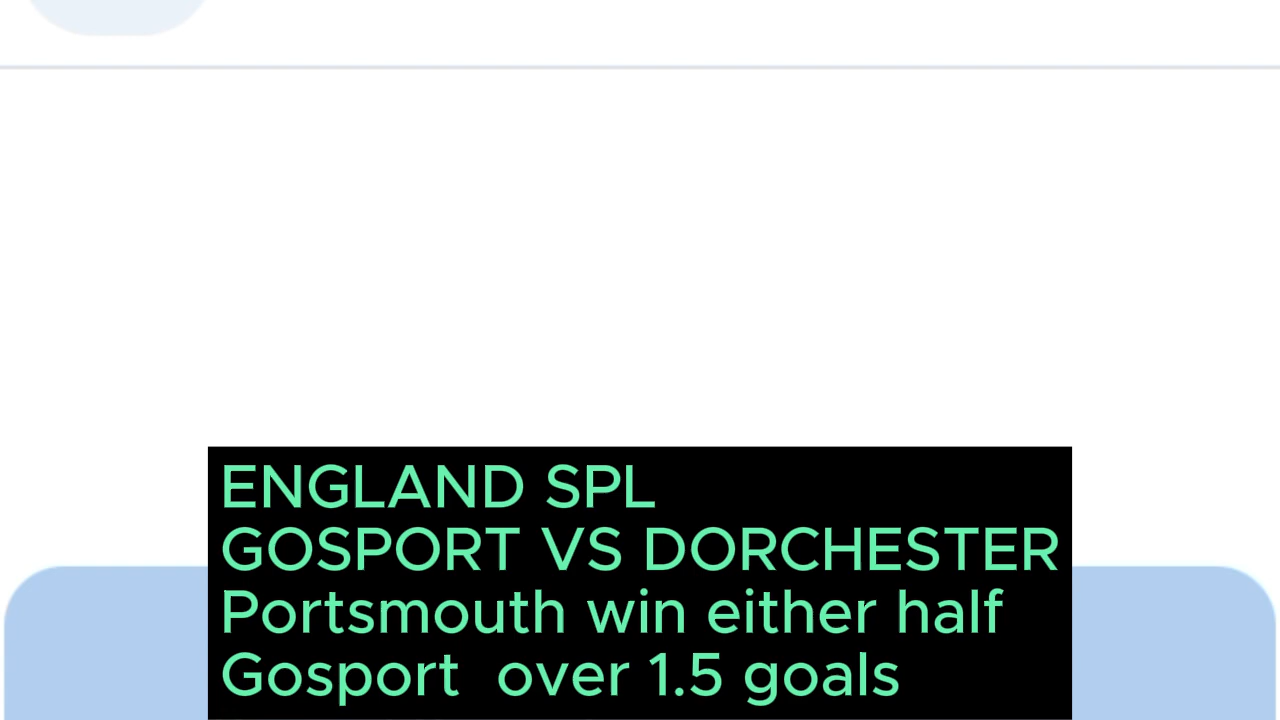 ENGLAND SPL
GOSPORT VS DORCHESTER
Portsmouth win either half
Gosport  over 1.5 goals